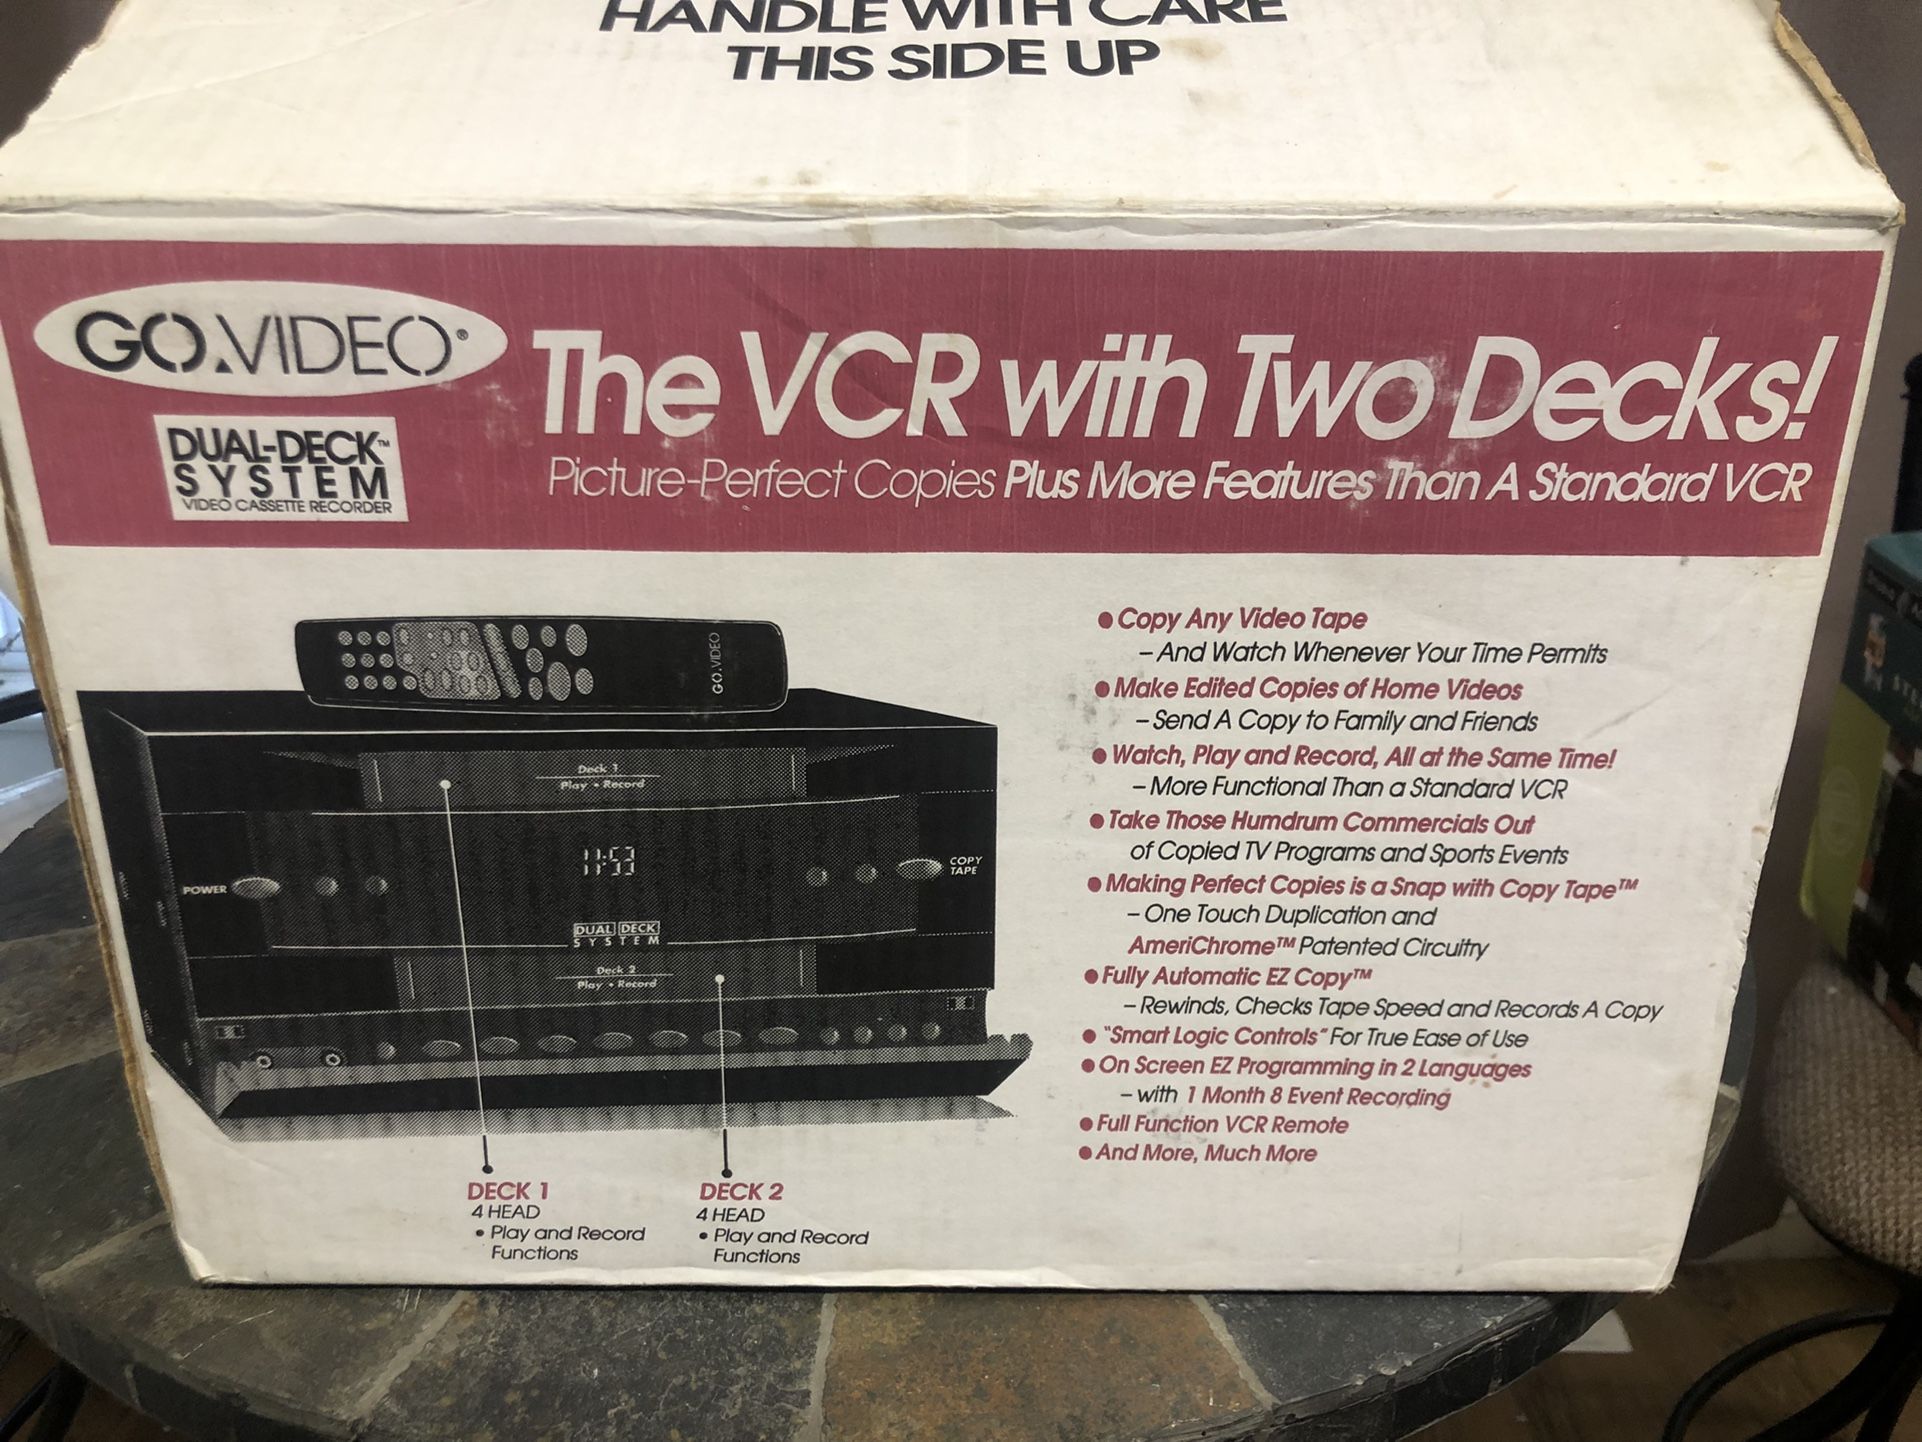 HANDLE WITH CARE
THIS SIDE UP
GO.VIDEO®
DUAL-DECK™
SYSTEM
VIDEO CASSETTE RECORDER
The VCR with Two Decks!
Picture-Perfect Copies Plus More Features Than A Standard VCR
GO.VIDEO
Deck 1
Play • Record
11:53
POWER
COPY
TAPE
DUAL DECK
SYSTEM
Deck 2
Play • Record
DECK 1
4 HEAD
• Play and Record
Functions
DECK 2
4 HEAD
• Play and Record
Functions
• Copy Any Video Tape
– And Watch Whenever Your Time Permits
• Make Edited Copies of Home Videos
– Send A Copy to Family and Friends
• Watch, Play and Record, All at the Same Time!
– More Functional Than a Standard VCR
• Take Those Humdrum Commercials Out
of Copied TV Programs and Sports Events
• Making Perfect Copies is a Snap with Copy Tape™
– One Touch Duplication and
AmeriChrome™ Patented Circuitry
• Fully Automatic EZ Copy™
– Rewinds, Checks Tape Speed and Records A Copy
• "Smart Logic Controls" For True Ease of Use
• On Screen EZ Programming in 2 Languages
– with 1 Month 8 Event Recording
• Full Function VCR Remote
• And More, Much More